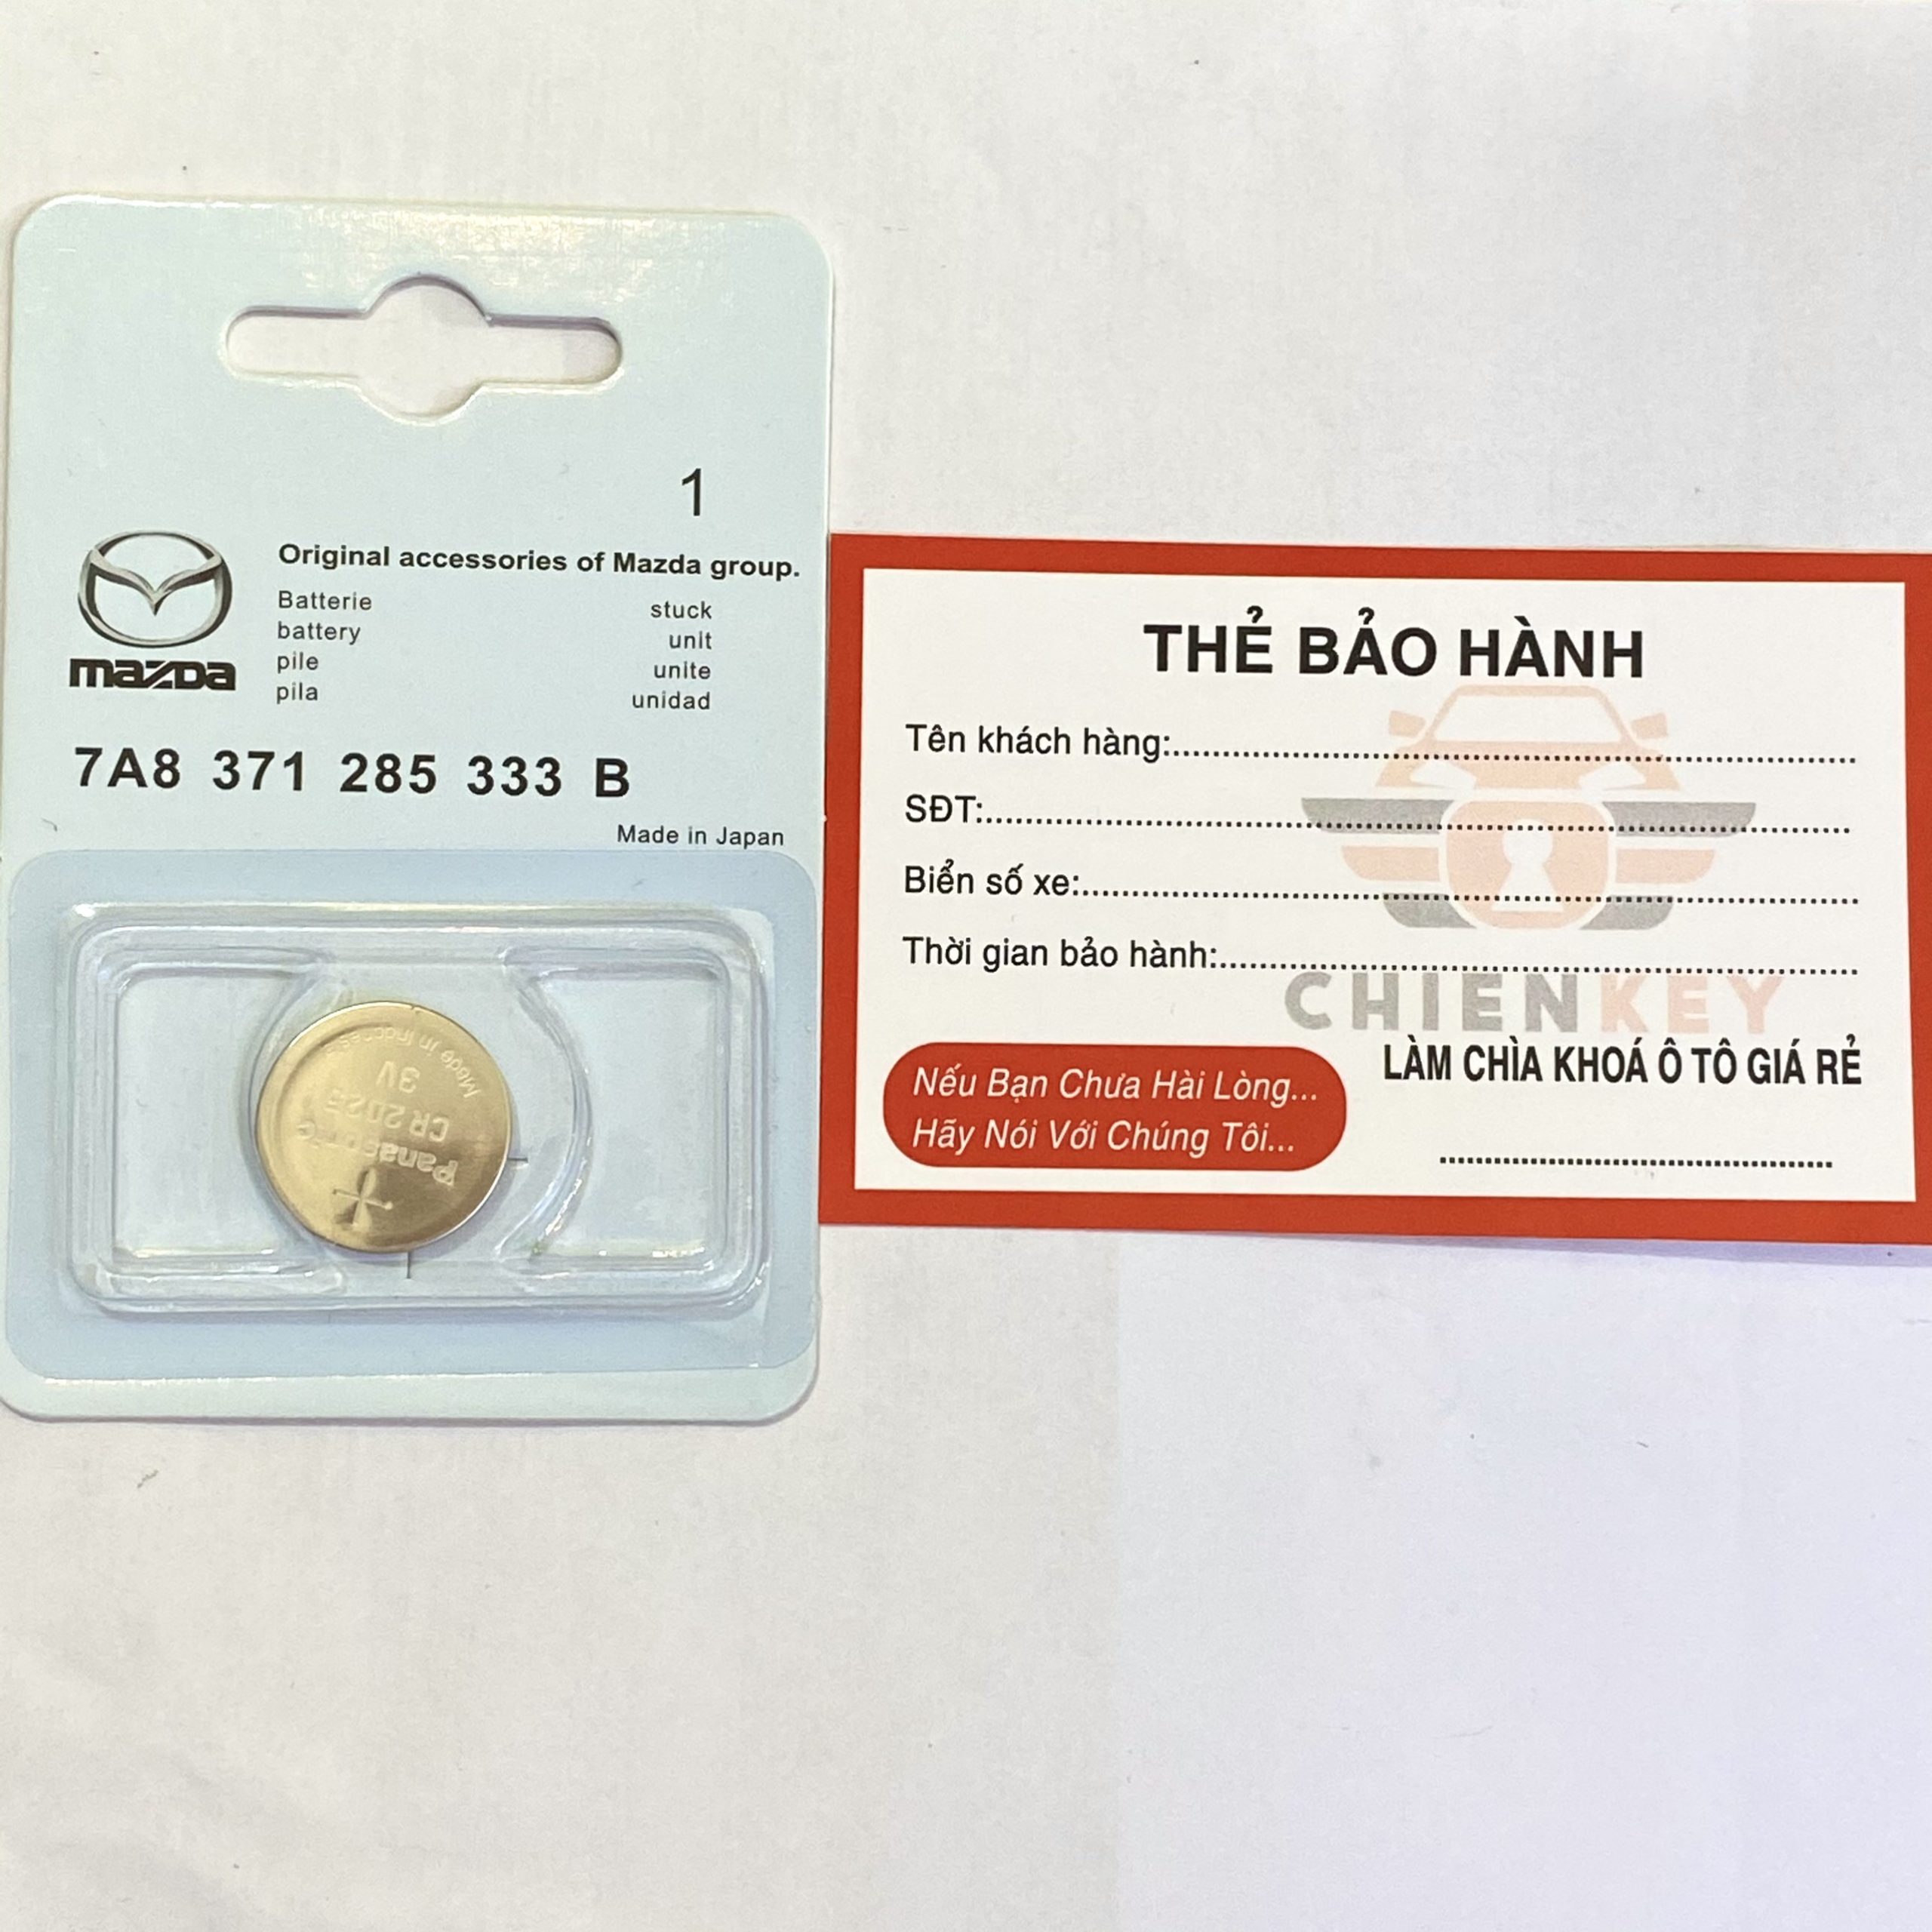 1
Original accessories of Mazda group.
Batterie stuck
battery unit
pile unite
pila unidad
mazDa
7A8 371 285 333 B
Made in Japan
Panasonic
CR2025
3V
Made in Indonesia
THẺ BẢO HÀNH
Tên khách hàng:
SĐT:
Biển số xe:
Thời gian bảo hành:
CHIENKEY
LÀM CHÌA KHOÁ Ô TÔ GIÁ RẺ
Nếu Bạn Chưa Hài Lòng...
Hãy Nói Với Chúng Tôi...